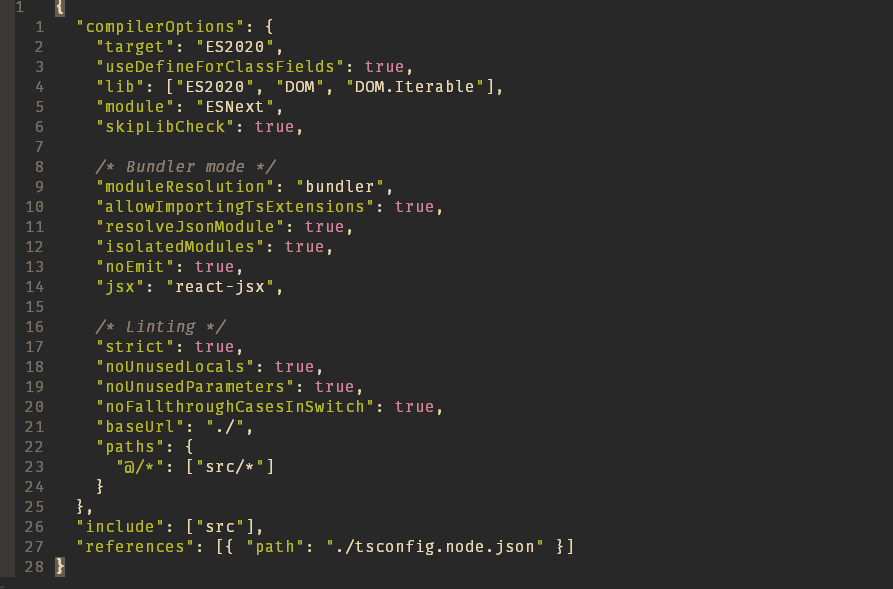 1 {
1 "compilerOptions": {
2 "target": "ES2020",
3 "useDefineForClassFields": true,
4 "lib": ["ES2020", "DOM", "DOM.Iterable"],
5 "module": "ESNext",
6 "skipLibCheck": true,
7
8 /* Bundler mode */
9 "moduleResolution": "bundler",
10 "allowImportingTsExtensions": true,
11 "resolveJsonModule": true,
12 "isolatedModules": true,
13 "noEmit": true,
14 "jsx": "react-jsx",
15
16 /* Linting */
17 "strict": true,
18 "noUnusedLocals": true,
19 "noUnusedParameters": true,
20 "noFallthroughCasesInSwitch": true,
21 "baseUrl": "./",
22 "paths": {
23 "@/*": ["src/*"]
24 }
25 },
26 "include": ["src"],
27 "references": [{ "path": "./tsconfig.node.json" }]
28 }